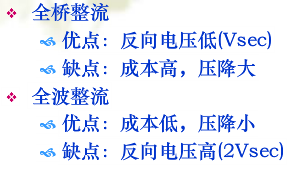 全桥整流
优点：反向电压低(Vsec)
缺点：成本高，压降大
全波整流
优点：成本低，压降小
缺点：反向电压高(2Vsec)